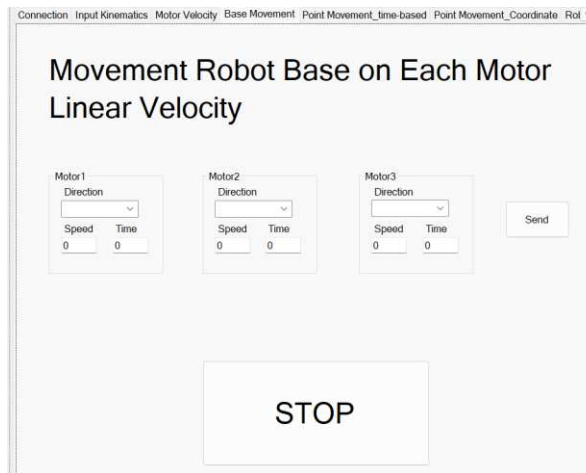 Connection Input Kinematics Motor Velocity Base Movement Point Movement_time-based Point Movement_Coordinate Rot
Movement Robot Base on Each Motor
Linear Velocity
Motor1 Motor2 Motor3
Direction Direction Direction
Speed Time Speed Time Speed Time Send
0 0 0 0 0 0
STOP